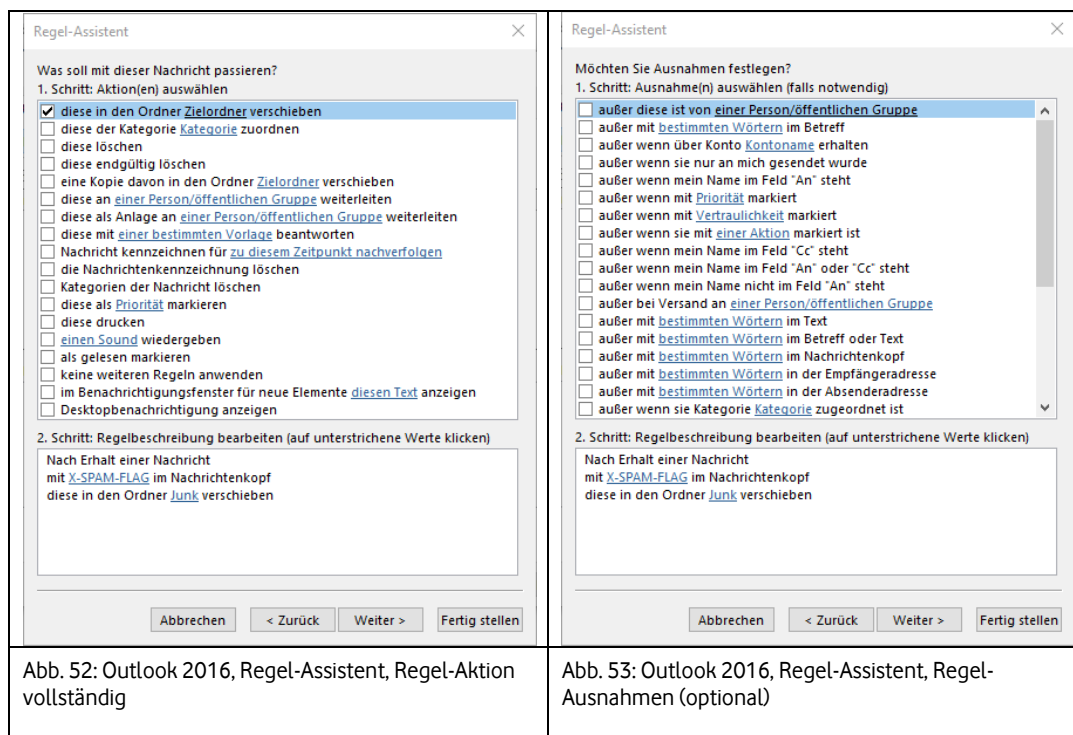 Regel-Assistent
Was soll mit dieser Nachricht passieren?
1. Schritt: Aktion(en) auswählen
diese in den Ordner Zielordner verschieben
diese der Kategorie Kategorie zuordnen
diese löschen
diese endgültig löschen
eine Kopie davon in den Ordner Zielordner verschieben
diese an einer Person/öffentlichen Gruppe weiterleiten
diese als Anlage an einer Person/öffentlichen Gruppe weiterleiten
diese mit einer bestimmten Vorlage beantworten
Nachricht kennzeichnen für zu diesem Zeitpunkt nachverfolgen
die Nachrichtenkennzeichnung löschen
Kategorien der Nachricht löschen
diese als Priorität markieren
diese drucken
einen Sound wiedergeben
als gelesen markieren
keine weiteren Regeln anwenden
im Benachrichtigungsfenster für neue Elemente diesen Text anzeigen
Desktopbenachrichtigung anzeigen
2. Schritt: Regelbeschreibung bearbeiten (auf unterstrichene Werte klicken)
Nach Erhalt einer Nachricht
mit X-SPAM-FLAG im Nachrichtenkopf
diese in den Ordner Junk verschieben
Abbrechen < Zurück Weiter > Fertig stellen
Abb. 52: Outlook 2016, Regel-Assistent, Regel-Aktion
vollständig
Regel-Assistent
Möchten Sie Ausnahmen festlegen?
1. Schritt: Ausnahme(n) auswählen (falls notwendig)
außer diese ist von einer Person/öffentlichen Gruppe
außer mit bestimmten Wörtern im Betreff
außer wenn über Konto Kontoname erhalten
außer wenn sie nur an mich gesendet wurde
außer wenn mein Name im Feld "An" steht
außer wenn mit Priorität markiert
außer wenn mit Vertraulichkeit markiert
außer wenn sie mit einer Aktion markiert ist
außer wenn mein Name im Feld "Cc" steht
außer wenn mein Name im Feld "An" oder "Cc" steht
außer wenn mein Name nicht im Feld "An" steht
außer bei Versand an einer Person/öffentlichen Gruppe
außer mit bestimmten Wörtern im Text
außer mit bestimmten Wörtern im Betreff oder Text
außer mit bestimmten Wörtern im Nachrichtenkopf
außer mit bestimmten Wörtern in der Empfängeradresse
außer mit bestimmten Wörtern in der Absenderadresse
außer wenn sie Kategorie Kategorie zugeordnet ist
2. Schritt: Regelbeschreibung bearbeiten (auf unterstrichene Werte klicken)
Nach Erhalt einer Nachricht
mit X-SPAM-FLAG im Nachrichtenkopf
diese in den Ordner Junk verschieben
Abbrechen < Zurück Weiter > Fertig stellen
Abb. 53: Outlook 2016, Regel-Assistent, Regel-
Ausnahmen (optional)